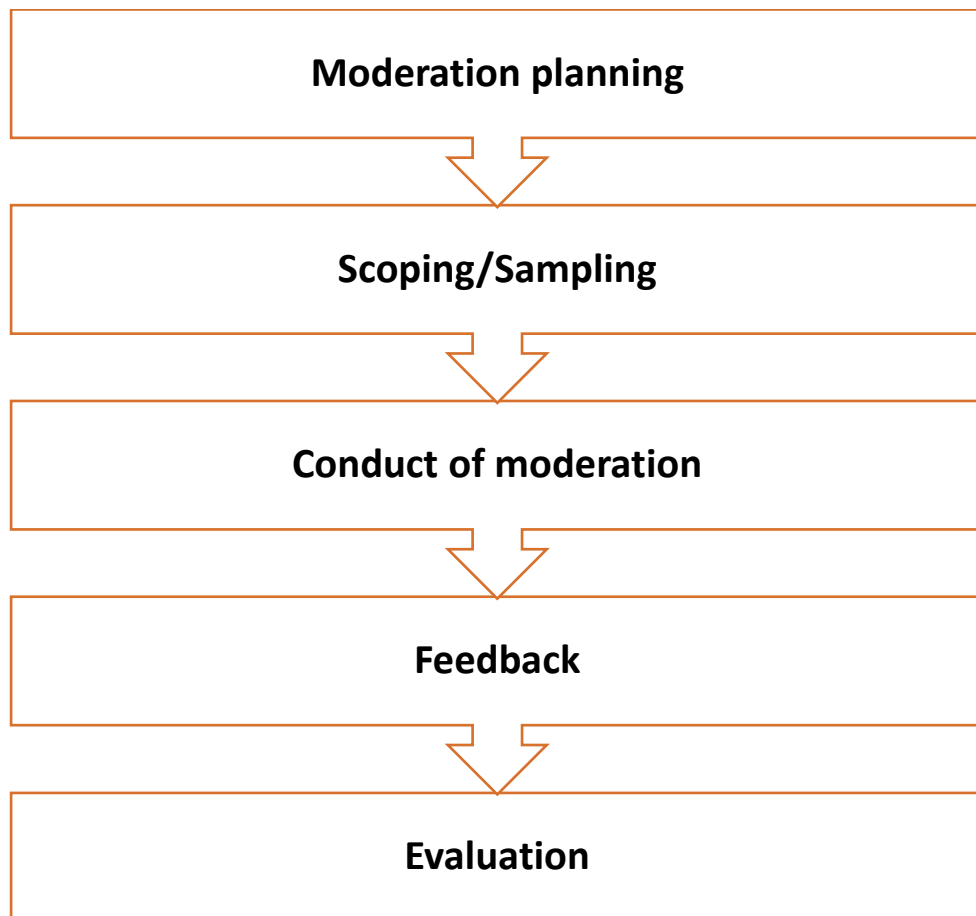 Moderation planning
Scoping/Sampling
Conduct of moderation
Feedback
Evaluation